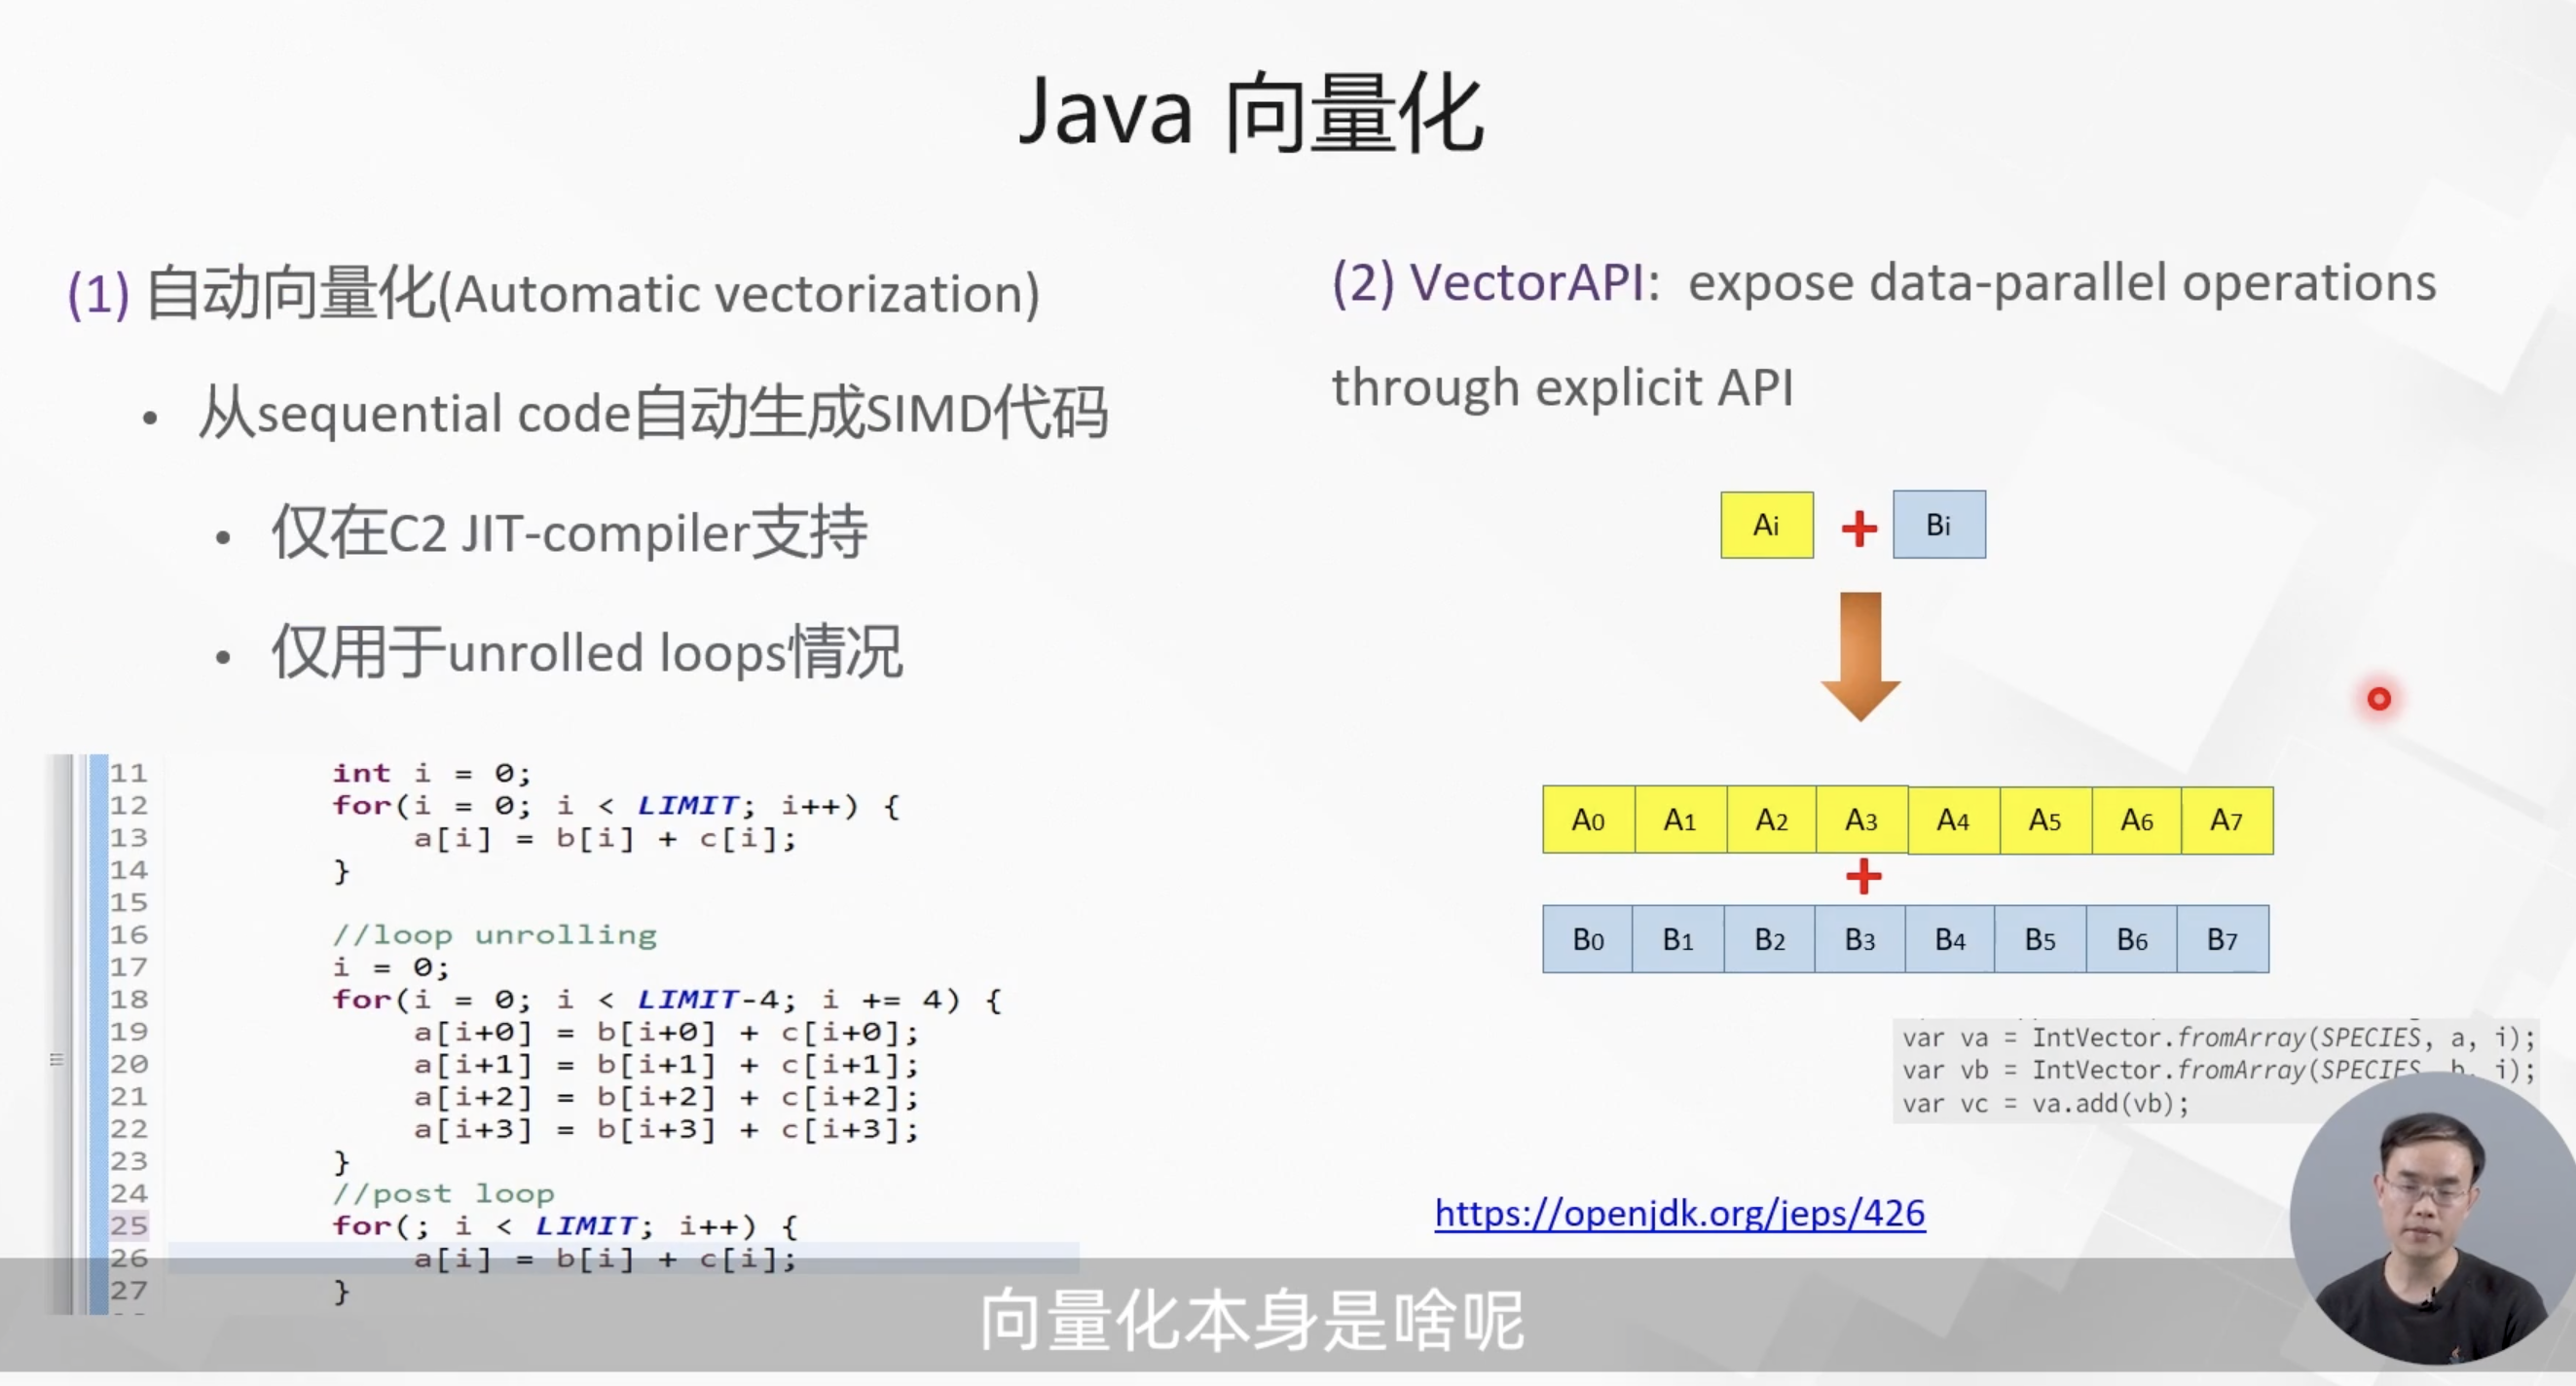 Java 向量化
(1) 自动向量化(Automatic vectorization)
• 从sequential code自动生成SIMD代码
• 仅在C2 JIT-compiler支持
• 仅用于unrolled loops情况
11 int i = 0;
12 for(i = 0; i < LIMIT; i++) {
13 a[i] = b[i] + c[i];
14 }
15
16 //loop unrolling
17 i = 0;
18 for(i = 0; i < LIMIT-4; i += 4) {
19 a[i+0] = b[i+0] + c[i+0];
20 a[i+1] = b[i+1] + c[i+1];
21 a[i+2] = b[i+2] + c[i+2];
22 a[i+3] = b[i+3] + c[i+3];
23 }
24 //post loop
25 for(; i < LIMIT; i++) {
26 a[i] = b[i] + c[i];
27 }
(2) VectorAPI: expose data-parallel operations
through explicit API
Ai + Bi
A0 A1 A2 A3 A4 A5 A6 A7
+
B0 B1 B2 B3 B4 B5 B6 B7
var va = IntVector.fromArray(SPECIES, a, i);
var vb = IntVector.fromArray(SPECIES, b, i);
var vc = va.add(vb);
https://openjdk.org/jeps/426
向量化本身是啥呢